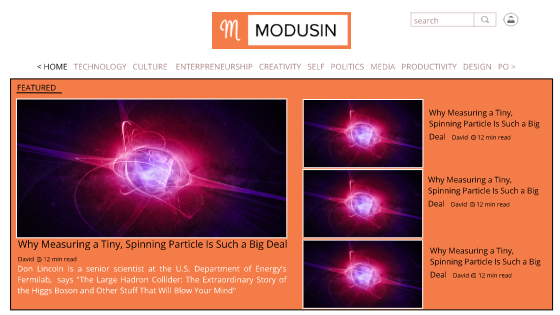 m MODUSIN
search
< HOME TECHNOLOGY CULTURE ENTERPRENEURSHIP CREATIVITY SELF POLITICS MEDIA PRODUCTIVITY DESIGN PO >
FEATURED
Why Measuring a Tiny, Spinning Particle Is Such a Big Deal
David 12 min read
Don Lincoln is a senior scientist at the U.S. Department of Energy's
Fermilab, says "The Large Hadron Collider: The Extraordinary Story of
the Higgs Boson and Other Stuff That Will Blow Your Mind"
Why Measuring a Tiny,
Spinning Particle Is Such a Big
Deal David 12 min read
Why Measuring a Tiny,
Spinning Particle Is Such a Big
Deal David 12 min read
Why Measuring a Tiny,
Spinning Particle Is Such a Big
Deal David 12 min read